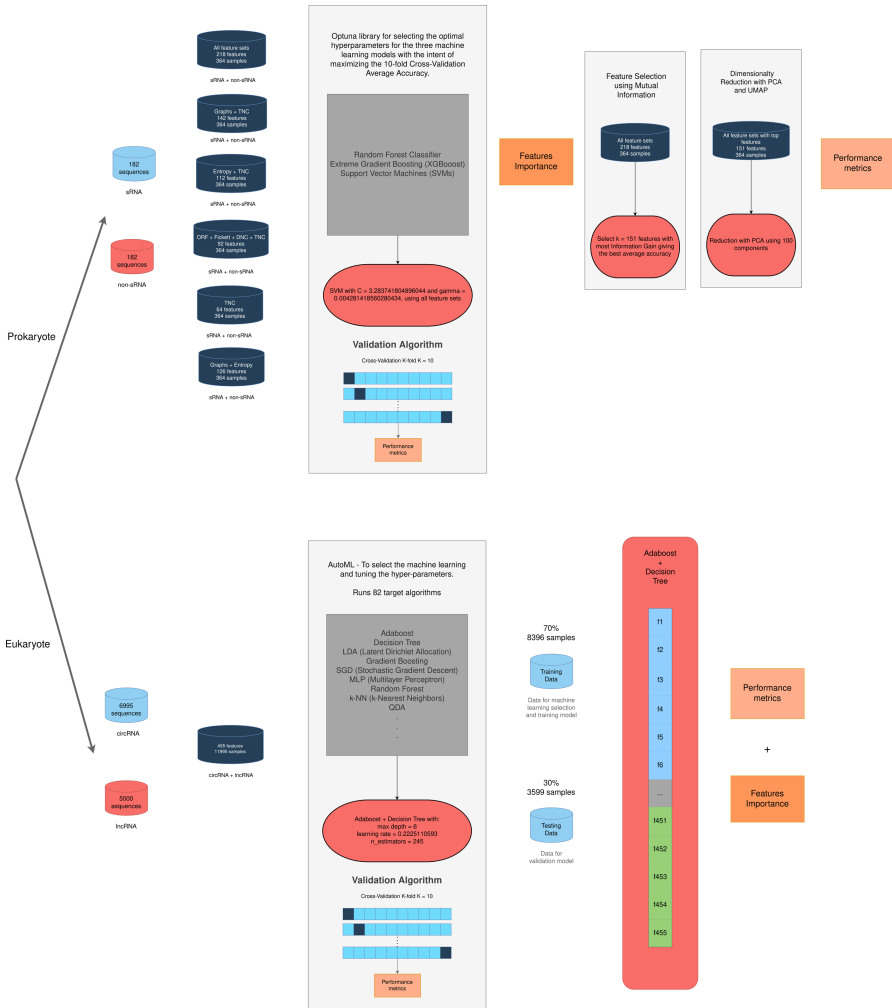 Prokaryote
Eukaryote
182
sequences
sRNA
182
sequences
non-sRNA
All feature sets
218 features
364 samples
sRNA + non-sRNA
Graphs + TNC
142 features
364 samples
sRNA + non-sRNA
Entropy + TNC
112 features
364 samples
sRNA + non-sRNA
ORF + Fickett + DNC + TNC
92 features
364 samples
sRNA + non-sRNA
TNC
64 features
364 samples
sRNA + non-sRNA
Graphs + Entropy
126 features
364 samples
sRNA + non-sRNA
Optuna library for selecting the optimal
hyperparameters for the three machine
learning models with the intent of
maximizing the 10-fold Cross-Validation
Average Accuracy.
Random Forest Classifier
Extreme Gradient Boosting (XGBooost)
Support Vector Machines (SVMs)
SVM with C = 3.283741804896044 and gamma =
0.004281418560280434, using all feature sets
Validation Algorithm
Cross-Validation K-fold K = 10
Performance
metrics
Features
Importance
Feature Selection
using Mutual
Information
All feature sets
218 features
364 samples
Select k = 151 features with
most Information Gain giving
the best average accuracy
Dimensionality
Reduction with PCA
and UMAP
All feature sets with top
features
151 features
364 samples
Reduction with PCA using 100
components
Performance
metrics
6995
sequences
circRNA
5000
sequences
lncRNA
455 features
11995 samples
circRNA + lncRNA
AutoML - To select the machine learning
and tuning the hyper-parameters.
Runs 82 target algorithms
Adaboost
Decision Tree
LDA (Latent Dirichlet Allocation)
Gradient Boosting
SGD (Stochastic Gradient Descent)
MLP (Multilayer Perceptron)
Random Forest
k-NN (k-Nearest Neighbors)
QDA
.
.
.
Adaboost + Decision Tree with:
max depth = 6
learning rate = 0.2225110593
n_estimators = 245
Validation Algorithm
Cross-Validation K-fold K = 10
Performance
metrics
70%
8396 samples
Training
Data
Data for machine
learning selection
and training model
30%
3599 samples
Testing
Data
Data for
validation model
Adaboost
+
Decision
Tree
f1
f2
f3
f4
f5
f6
...
f451
f452
f453
f454
f455
Performance
metrics
+
Features
Importance